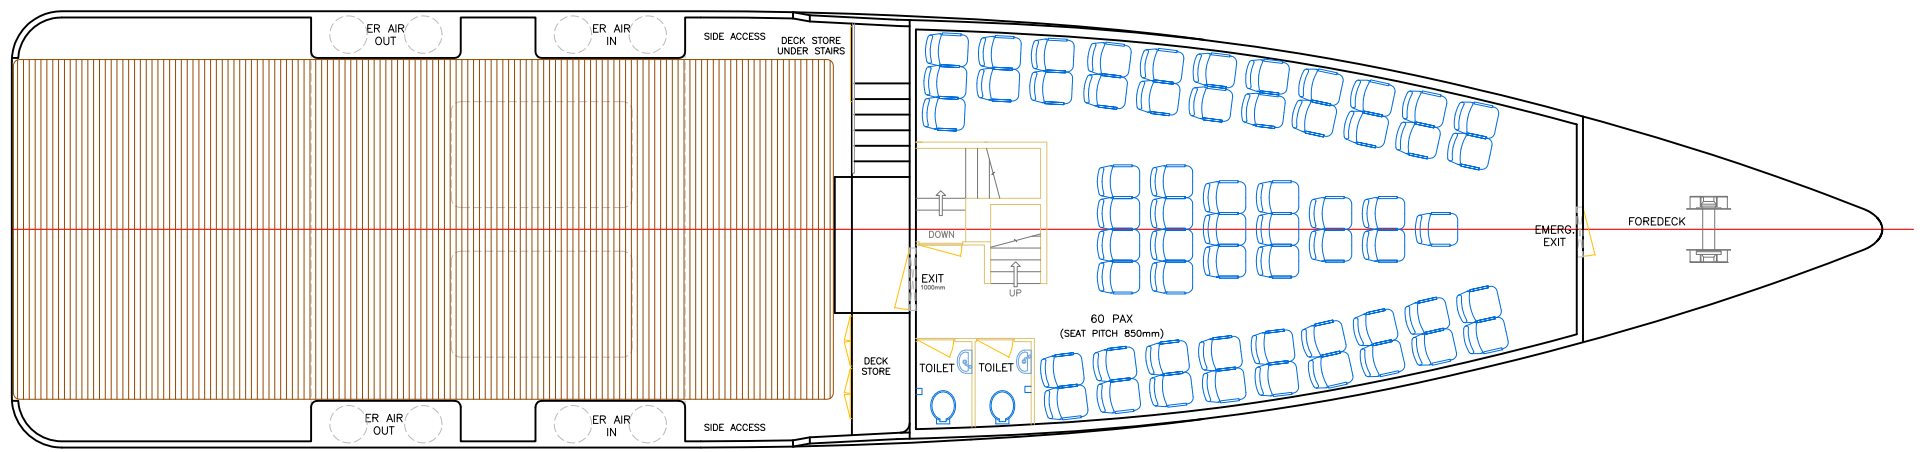 ER AIR
OUT
ER AIR
IN
SIDE ACCESS
DECK STORE
UNDER STAIRS
DOWN
EXIT
1000mm
UP
EMERG.
EXIT
FOREDECK
60 PAX
(SEAT PITCH 850mm)
TOILET
TOILET
DECK
STORE
ER AIR
OUT
ER AIR
IN
SIDE ACCESS